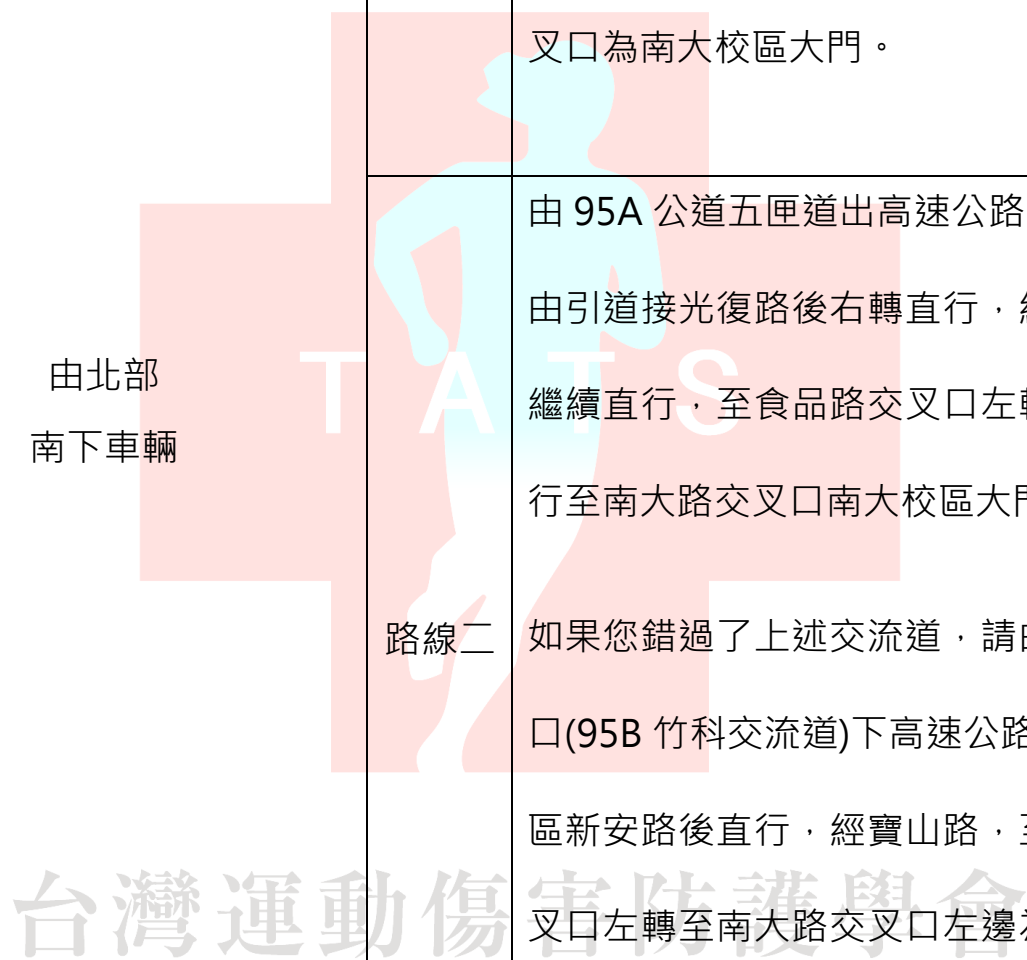 叉口為南大校區大門。
由 95A 公道五匝道出高速公路
由引道接光復路後右轉直行，
由北部
南下車輛
TATS
繼續直行，至食品路交叉口左
行至南大路交叉口南大校區大
路線二
如果您錯過了上述交流道，請
口(95B 竹科交流道)下高速公
區新安路後直行，經寶山路，
叉口左轉至南大路交叉口左邊
台灣運動傷害防護學會